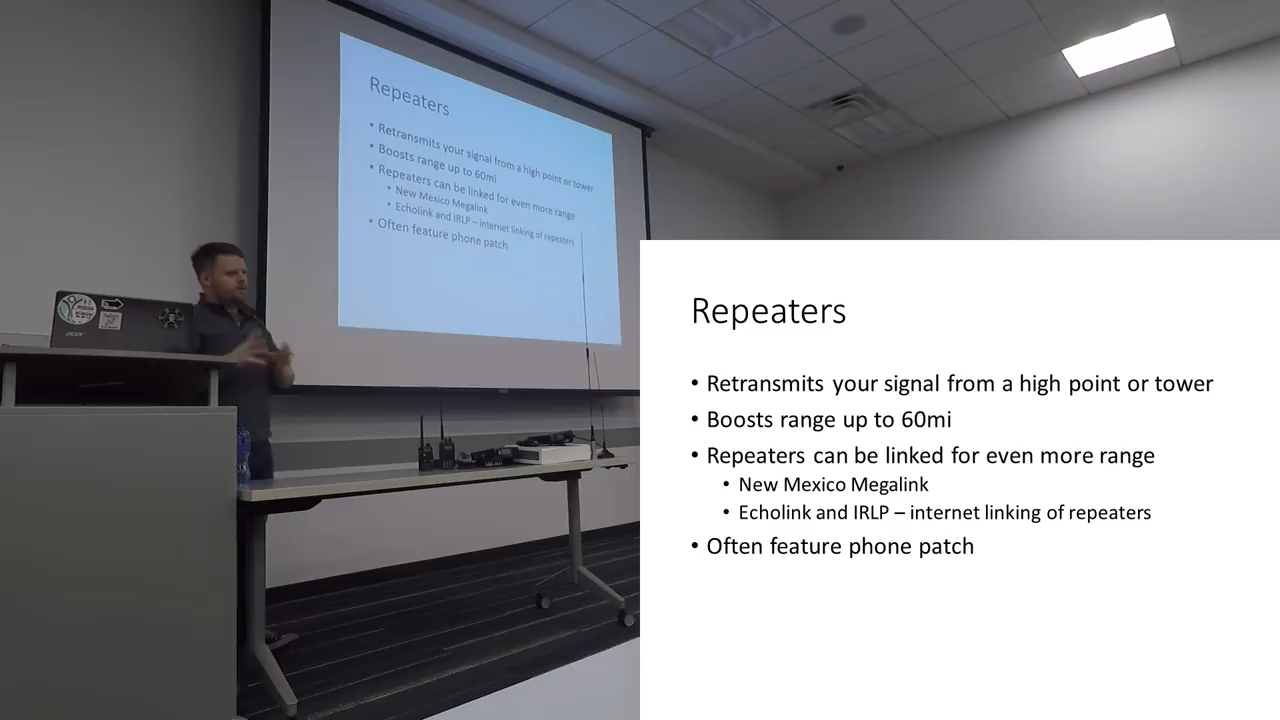 Repeaters
• Retransmits your signal from a high point or tower
• Boosts range up to 60mi
• Repeaters can be linked for even more range
• New Mexico Megalink
• Echolink and IRLP – internet linking of repeaters
• Often feature phone patch
acer
Repeaters
• Retransmits your signal from a high point or tower
• Boosts range up to 60mi
• Repeaters can be linked for even more range
• New Mexico Megalink
• Echolink and IRLP – internet linking of repeaters
• Often feature phone patch